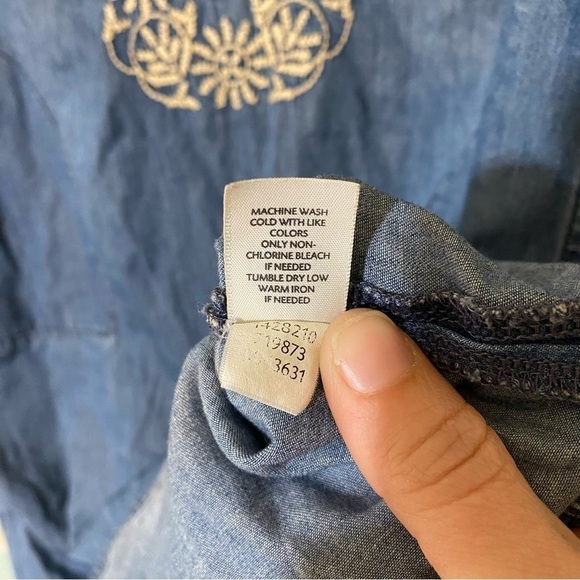 MACHINE WASH
COLD WITH LIKE
COLORS
ONLY NON-
CHLORINE BLEACH
IF NEEDED
TUMBLE DRY LOW
WARM IRON
IF NEEDED